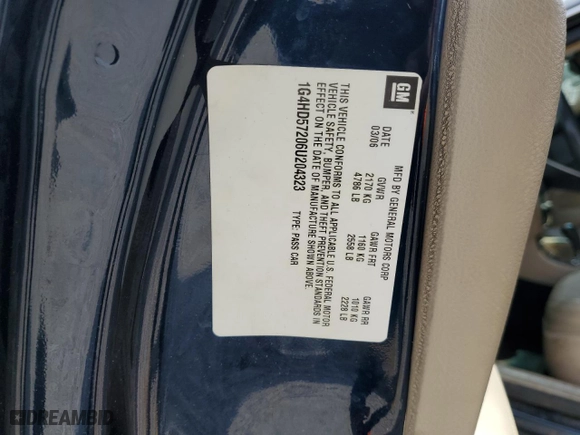 GM
MFD BY GENERAL MOTORS CORP
DATE GVWR GAWR FRT GAWR RR
03/06 2170 KG 1160 KG 1010 KG
4786 LB 2558 LB 2228 LB
THIS VEHICLE CONFORMS TO ALL APPLICABLE U.S. FEDERAL MOTOR
VEHICLE SAFETY, BUMPER, AND THEFT PREVENTION STANDARDS IN
EFFECT ON THE DATE OF MANUFACTURE SHOWN ABOVE.
1G4HD57206U204323 TYPE: PASS CAR
DREAMBID